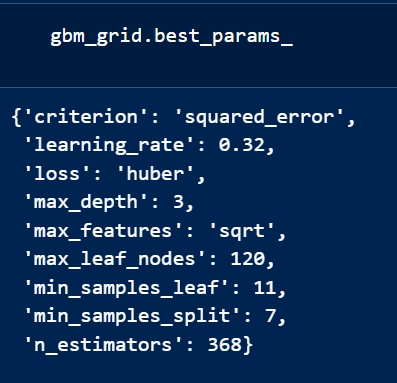 gbm_grid.best_params_
{'criterion': 'squared_error',
'learning_rate': 0.32,
'loss': 'huber',
'max_depth': 3,
'max_features': 'sqrt',
'max_leaf_nodes': 120,
'min_samples_leaf': 11,
'min_samples_split': 7,
'n_estimators': 368}